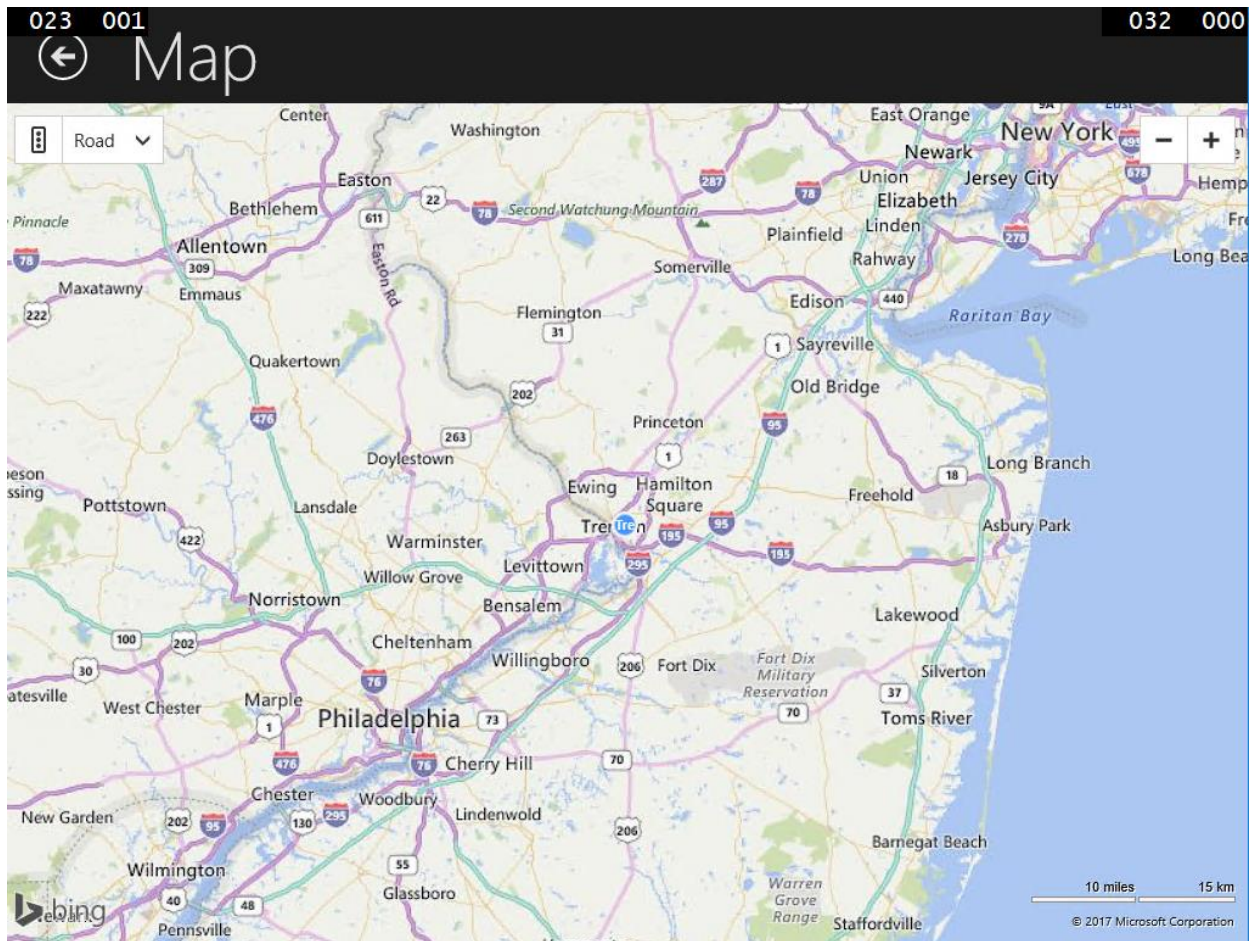 023 001
032 000
Map
Road
Center
Washington
East Orange
9A
East
New York
495
Newark
Easton
287
78
Union
Jersey City
678
Hemp
22
Elizabeth
Bethlehem
611
78
Second Watchung Mountain
Linden
Pinnacle
Plainfield
278
Allentown
Easton Rd
Rahway
Long Bea
78
309
Somerville
Maxatawny
Emmaus
Edison
440
222
Flemington
Raritan Bay
31
1
Sayreville
Quakertown
Old Bridge
202
476
Princeton
95
263
1
Doylestown
Long Branch
18
Ewing
Hamilton
Square
Freehold
Pottstown
Lansdale
Tre
95
Asbury Park
422
195
Warminster
195
Levittown
295
Willow Grove
Norristown
Bensalem
Lakewood
100
202
Cheltenham
Willingboro
206
Fort Dix
Fort Dix
Military
Reservation
30
Silverton
76
37
atesville
West Chester
Marple
70
Toms River
1
Philadelphia
73
476
76
Cherry Hill
70
Chester
Woodbury
New Garden
202
95
130
295
Lindenwold
206
Barnegat Beach
Wilmington
55
40
48
Glassboro
Warren
Grove
Range
10 miles
15 km
bing
Pennsville
Staffordville
© 2017 Microsoft Corporation